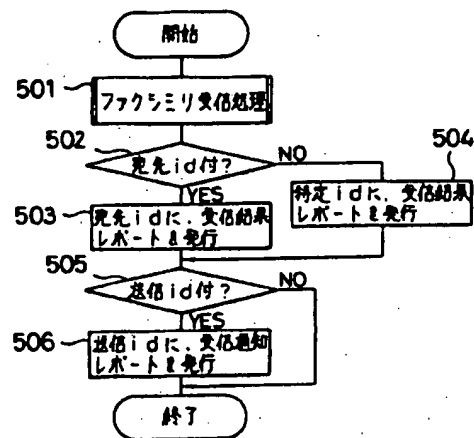 開始
501
ファクシミリ受信処理
502
宛先id付?
NO
504
YES
特定idに、受信結果
レポートを発行
503
宛先idに、受信結果
レポートを発行
505
送信id付?
NO
YES
506
送信idに、受信通知
レポートを発行
終了